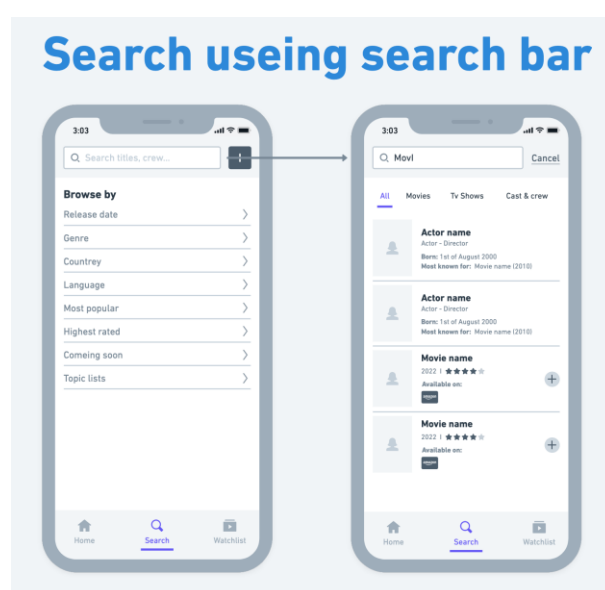 Search useing search bar
3:03
Search titles, crew...
Browse by
Release date
Genre
Countrey
Language
Most popular
Highest rated
Comeing soon
Topic lists
Home
Search
Watchlist
3:03
Movl
Cancel
All
Movies
Tv Shows
Cast & crew
Actor name
Actor - Director
Born: 1st of August 2000
Most known for: Movie name (2010)
Actor name
Actor - Director
Born: 1st of August 2000
Most known for: Movie name (2010)
Movie name
2022 | ★★★★☆
Available on:
amazon
Movie name
2022 | ★★★★☆
Available on:
amazon
Home
Search
Watchlist